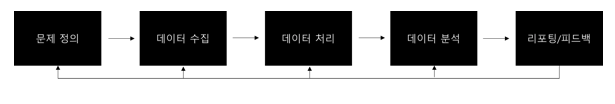 문제 정의
데이터 수집
데이터 처리
데이터 분석
리포팅/피드백